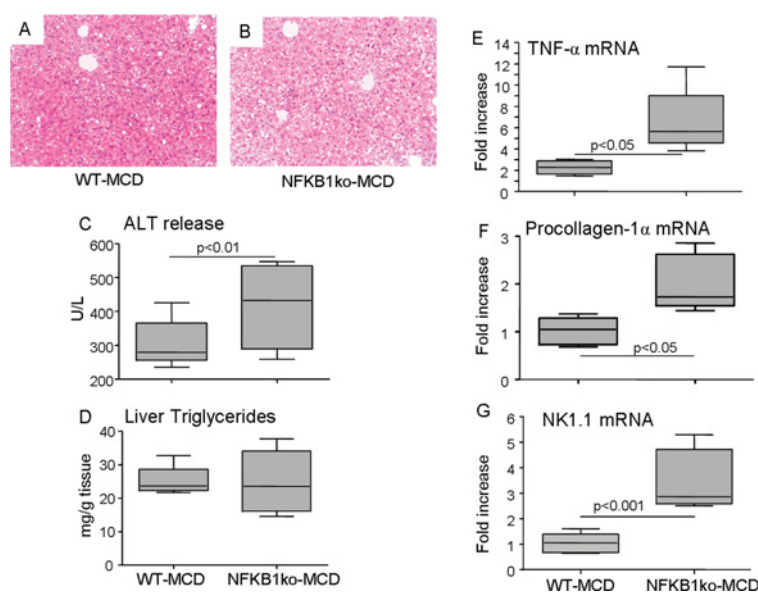 A
B
WT-MCD
NFKB1ko-MCD
C ALT release
p<0.01
U/L
600
500
400
300
200
D Liver Triglycerides
mg/g tissue
40
30
20
10
0
WT-MCD NFKB1ko-MCD
E TNF-α mRNA
Fold increase
14
12
10
8
6
4
2
0
p<0.05
F Procollagen-1α mRNA
Fold increase
3
2
1
0
p<0.05
G NK1.1 mRNA
Fold increase
6
5
4
3
2
1
0
p<0.001
WT-MCD NFKB1ko-MCD